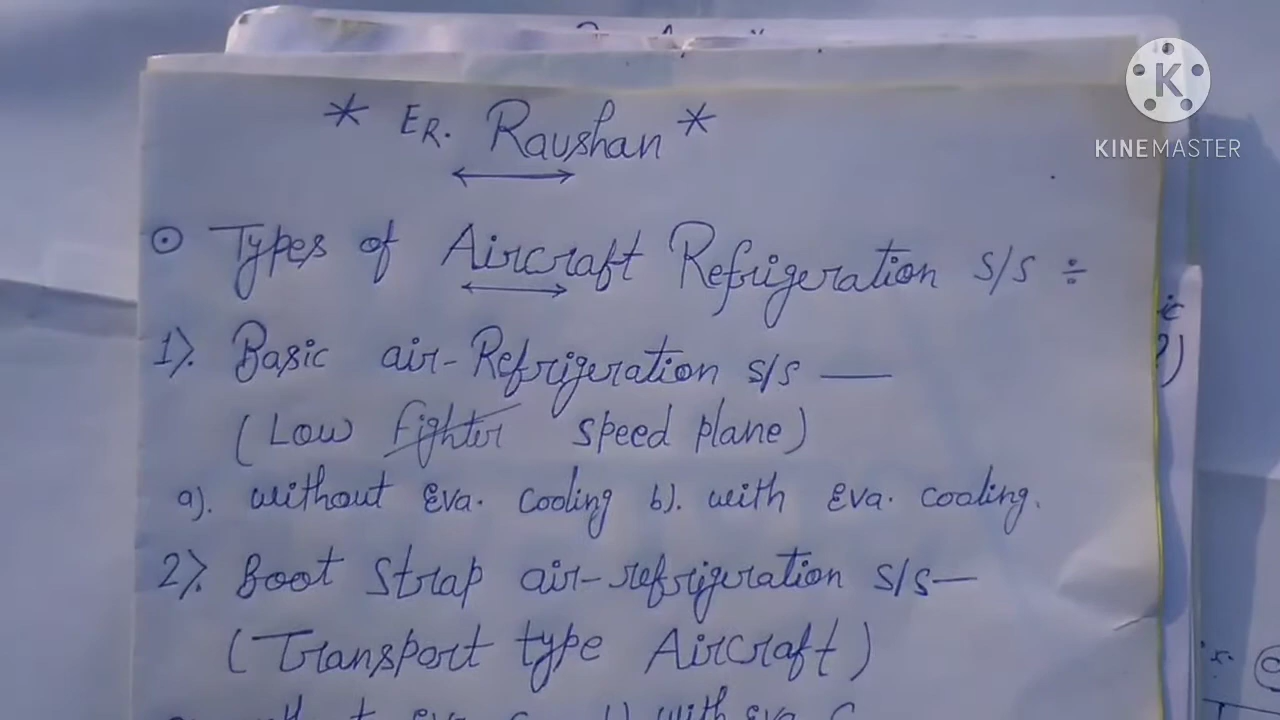 * ER. Raushan *
K
KINEMASTER
⊙ Types of Aircraft Refrigeration S/S ÷
1). Basic air-Refrigeration S/S —
(Low fighter speed plane)
a). without Eva. cooling b). with Eva. cooling.
2). Boot strap air-refrigeration S/S —
(Transport type Aircraft)